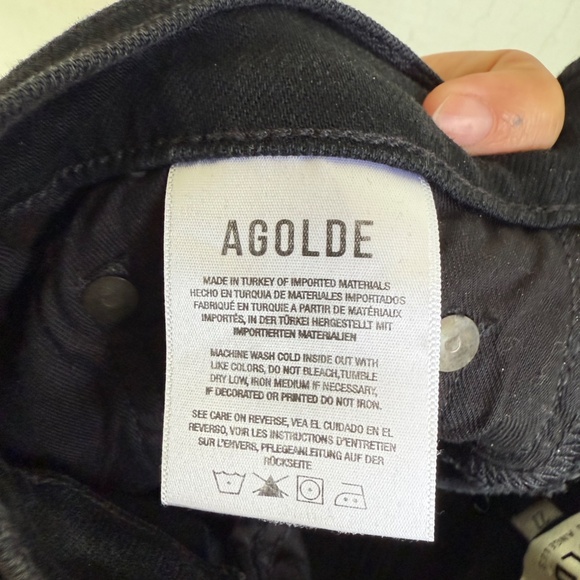 AGOLDE
MADE IN TURKEY OF IMPORTED MATERIALS
HECHO EN TURQUIA DE MATERIALES IMPORTADOS
FABRIQUÉ EN TURQUIE A PARTIR DE MATÉRIAUX
IMPORTÉS, IN DER TÜRKEI HERGESTELLT MIT
IMPORTIERTEN MATERIALIEN
MACHINE WASH COLD INSIDE OUT WITH
LIKE COLORS, DO NOT BLEACH,TUMBLE
DRY LOW, IRON MEDIUM IF NECESSARY,
IF DECORATED OR PRINTED DO NOT IRON.
SEE CARE ON REVERSE, VEA EL CUIDADO EN EL
REVERSO, VOIR LES INSTRUCTIONS D'ENTRETIEN
SUR L'ENVERS, PFLEGEANLEITUNG AUF DER
RÜCKSEITE